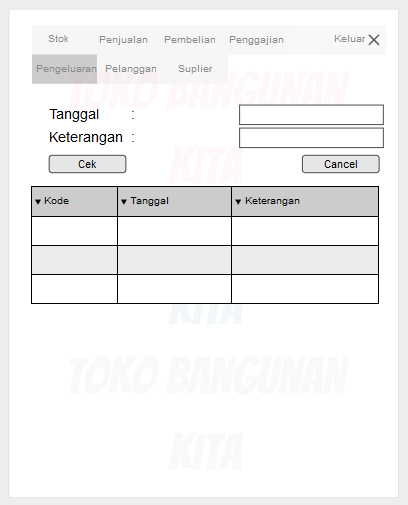 Stok Penjualan Pembelian Penggajian Keluar
Pengeluaran Pelanggan Suplier
TOKO BANGUNAN
Tanggal :
Keterangan :
KITA
Cek Cancel
Kode Tanggal Keterangan
KITA
TOKO BANGUNAN
KITA